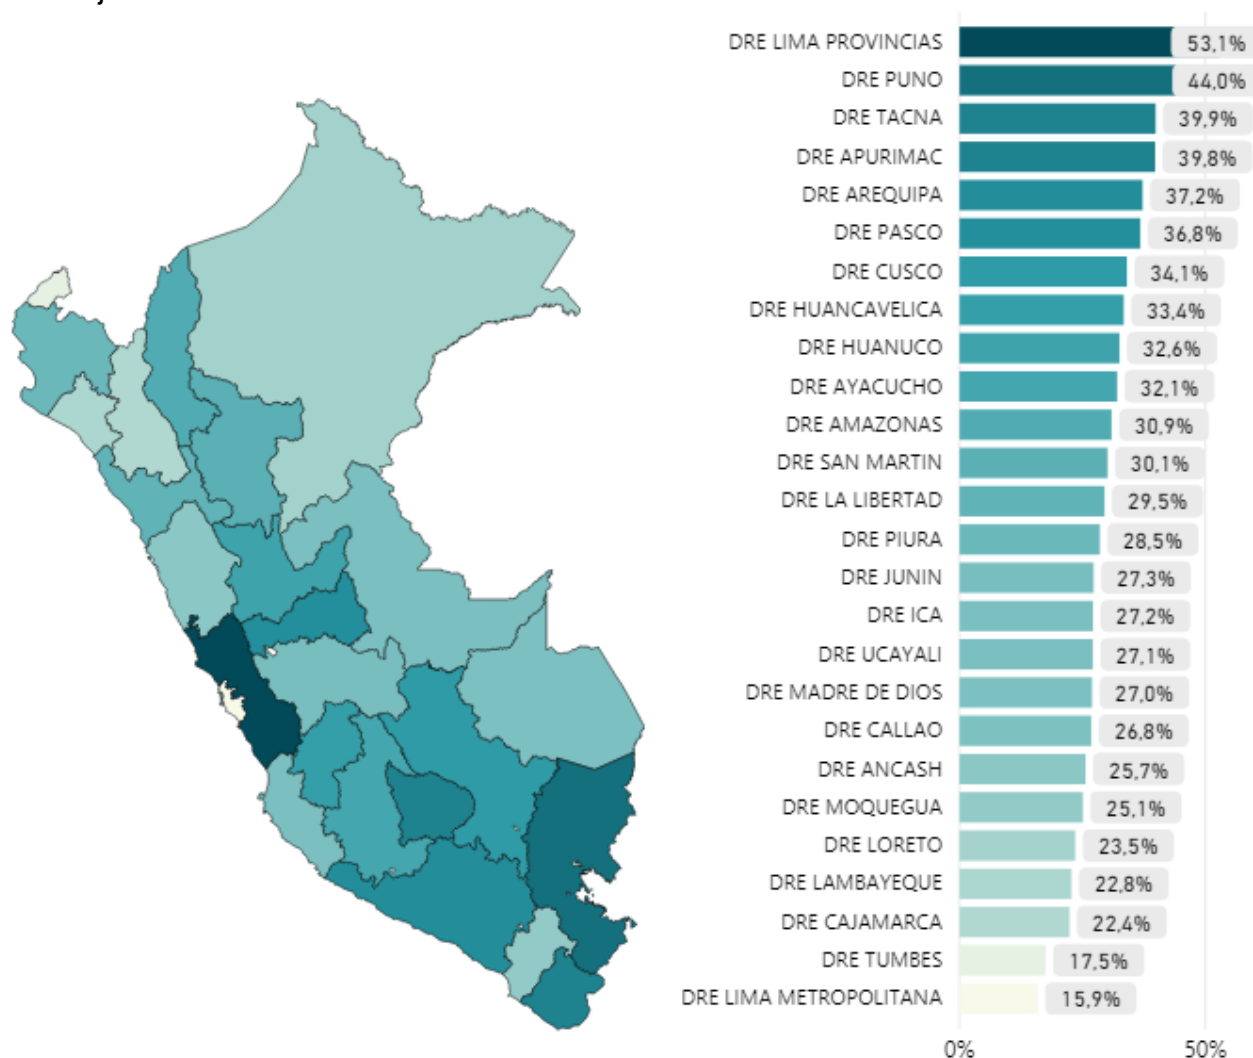 DRE LIMA PROVINCIAS 53,1%
DRE PUNO 44,0%
DRE TACNA 39,9%
DRE APURIMAC 39,8%
DRE AREQUIPA 37,2%
DRE PASCO 36,8%
DRE CUSCO 34,1%
DRE HUANCAVELICA 33,4%
DRE HUANUCO 32,6%
DRE AYACUCHO 32,1%
DRE AMAZONAS 30,9%
DRE SAN MARTIN 30,1%
DRE LA LIBERTAD 29,5%
DRE PIURA 28,5%
DRE JUNIN 27,3%
DRE ICA 27,2%
DRE UCAYALI 27,1%
DRE MADRE DE DIOS 27,0%
DRE CALLAO 26,8%
DRE ANCASH 25,7%
DRE MOQUEGUA 25,1%
DRE LORETO 23,5%
DRE LAMBAYEQUE 22,8%
DRE CAJAMARCA 22,4%
DRE TUMBES 17,5%
DRE LIMA METROPOLITANA 15,9%
0% 50%